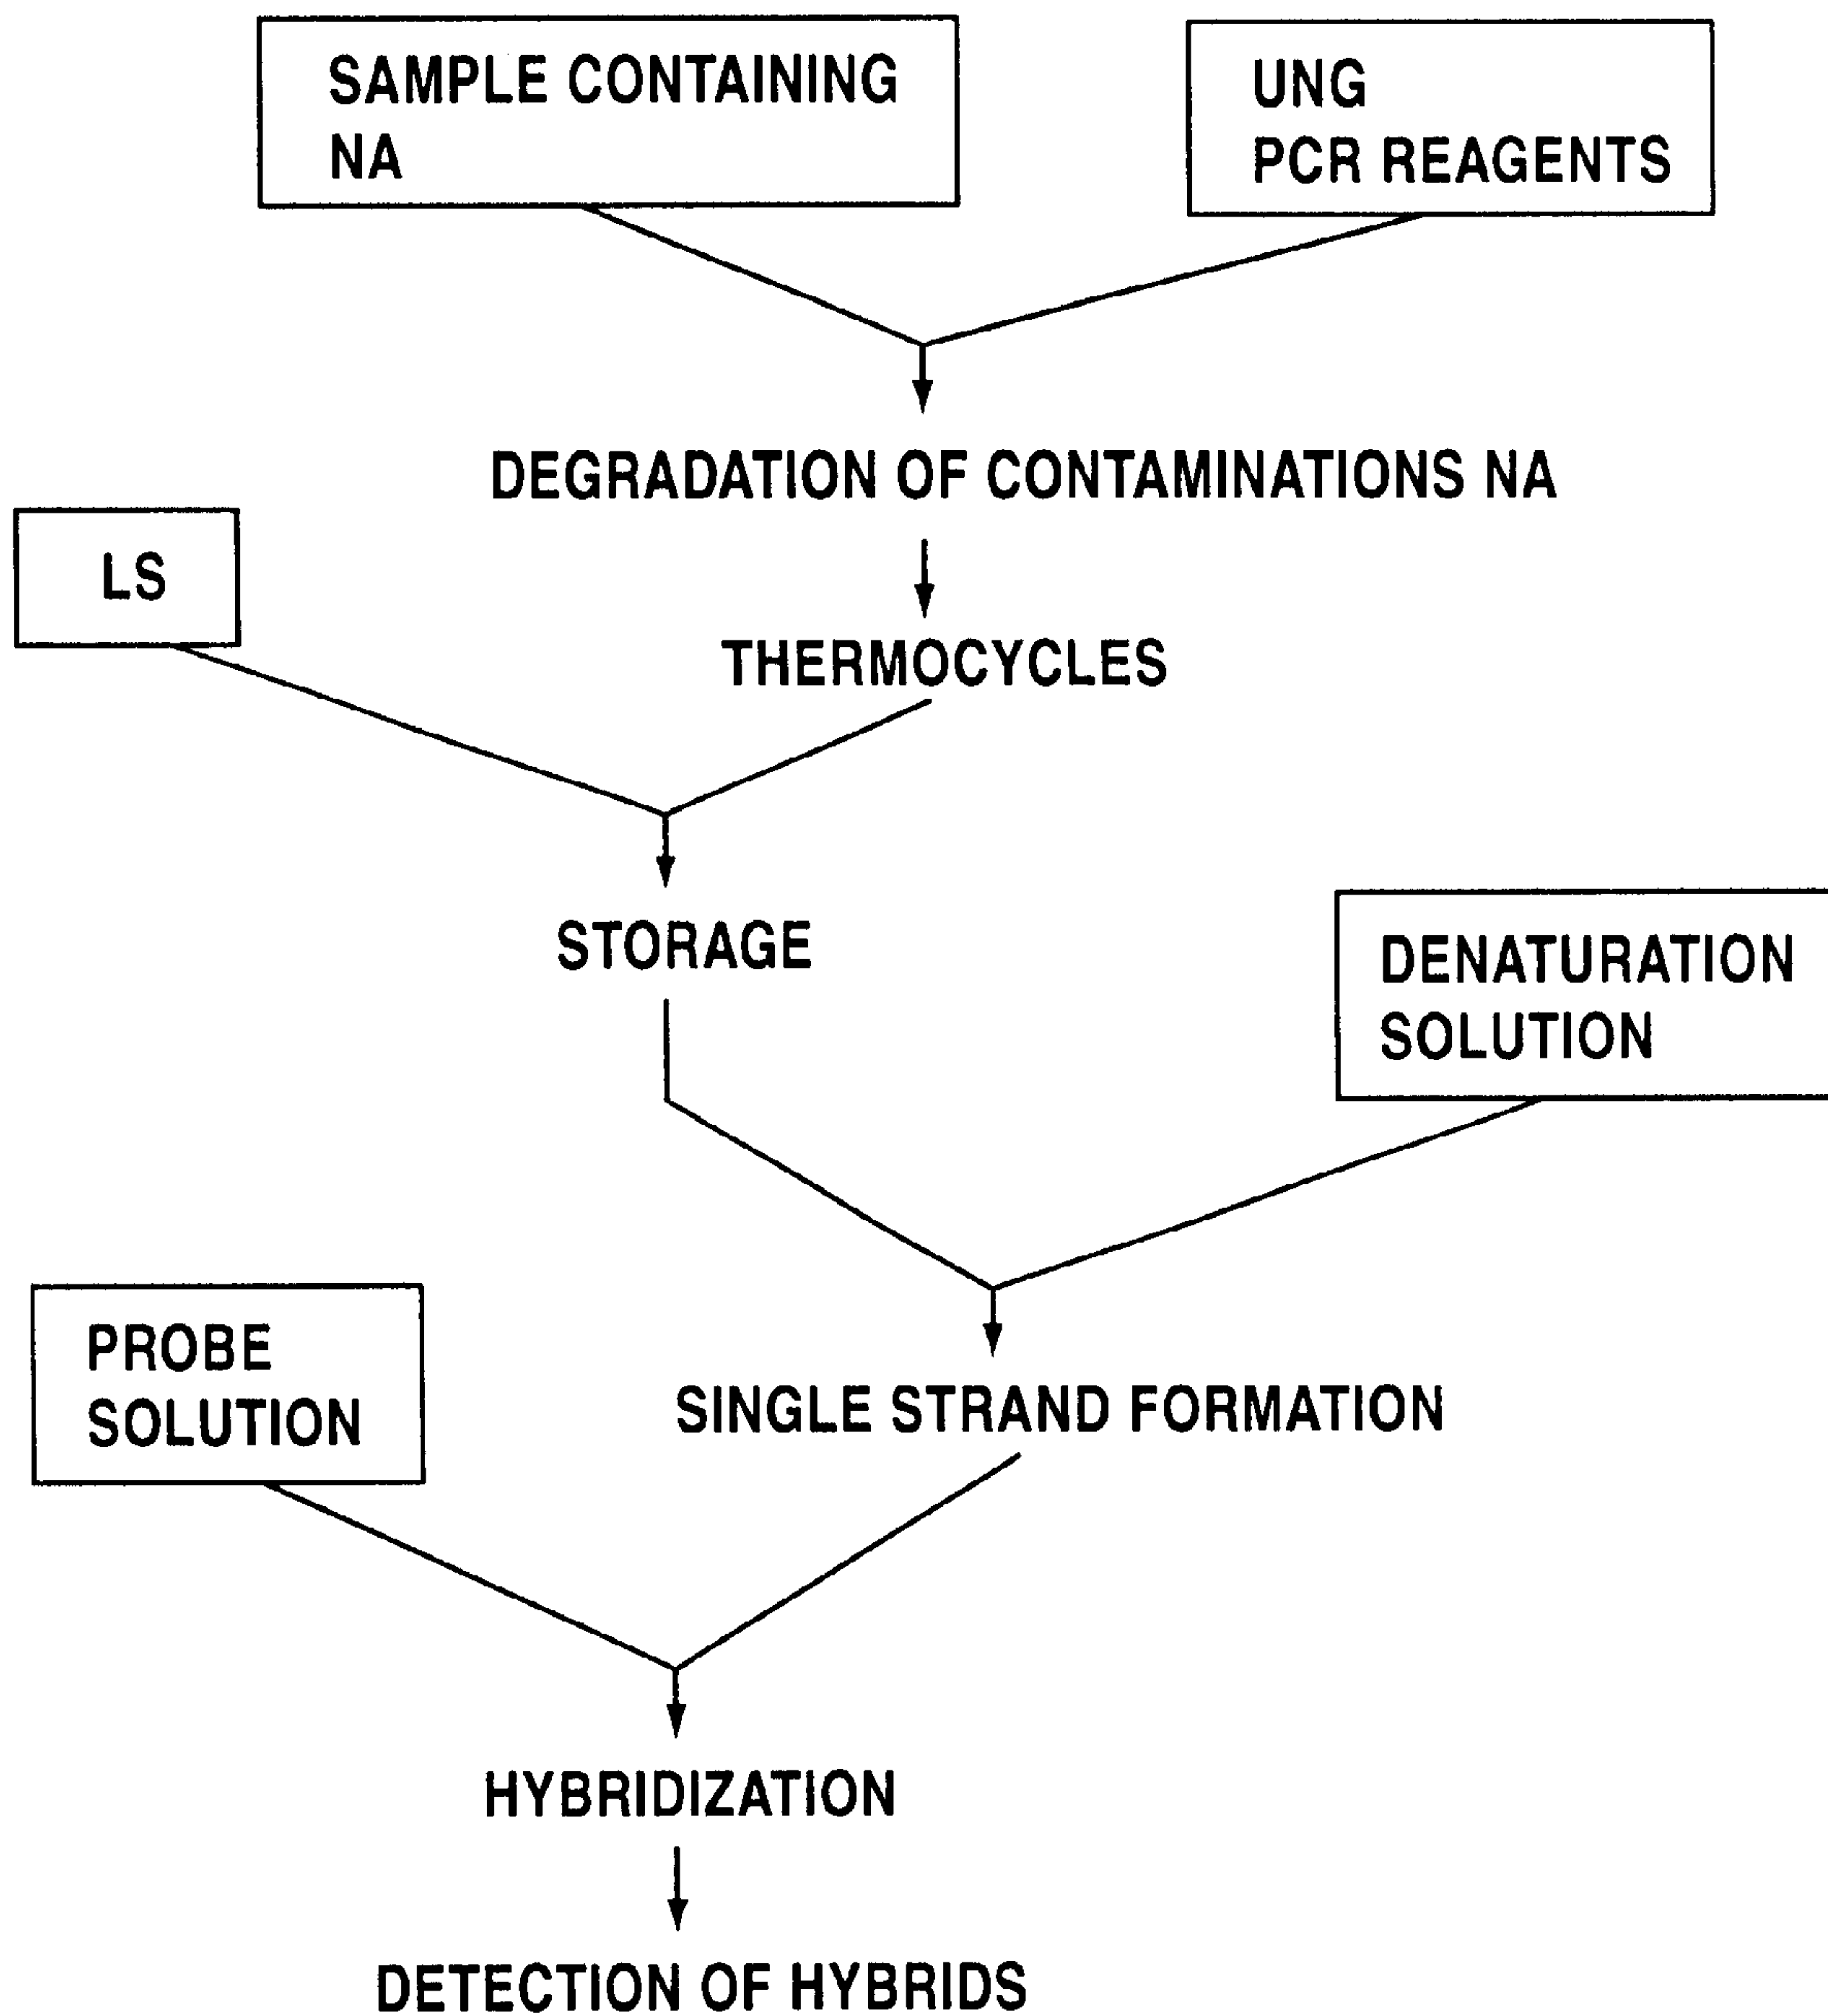 SAMPLE CONTAINING
NA
UNG
PCR REAGENTS
DEGRADATION OF CONTAMINATIONS NA
LS
THERMOCYCLES
STORAGE
DENATURATION
SOLUTION
PROBE
SOLUTION
SINGLE STRAND FORMATION
HYBRIDIZATION
DETECTION OF HYBRIDS